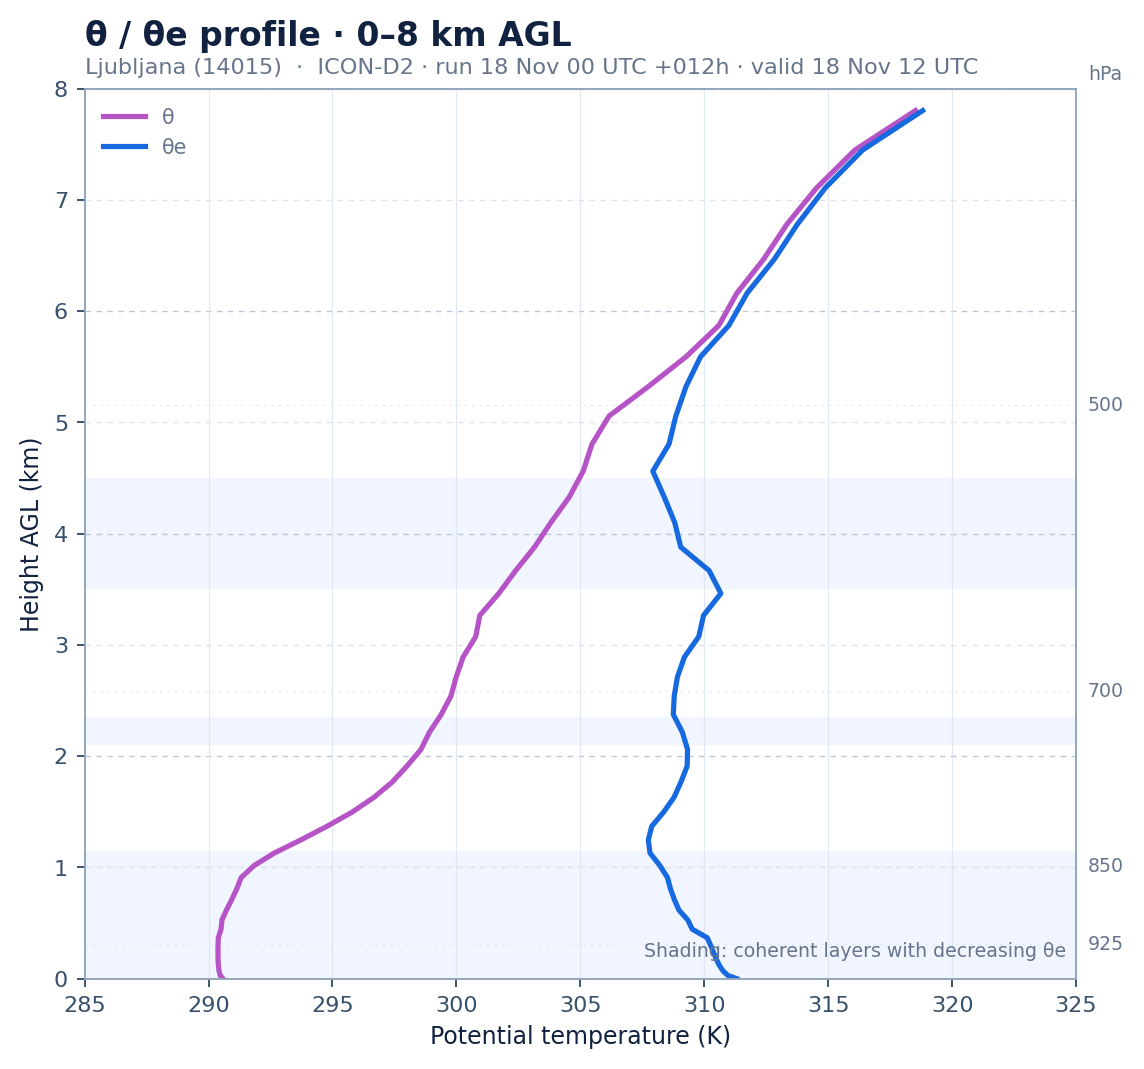 θ / θe profile · 0–8 km AGL
Ljubljana (14015)  ·  ICON-D2 · run 18 Nov 00 UTC +012h · valid 18 Nov 12 UTC
hPa
8
θ
θe
7
6
500
5
4
3
700
2
1
850
925
Shading: coherent layers with decreasing θe
0
285 290 295 300 305 310 315 320 325
Potential temperature (K)
Height AGL (km)